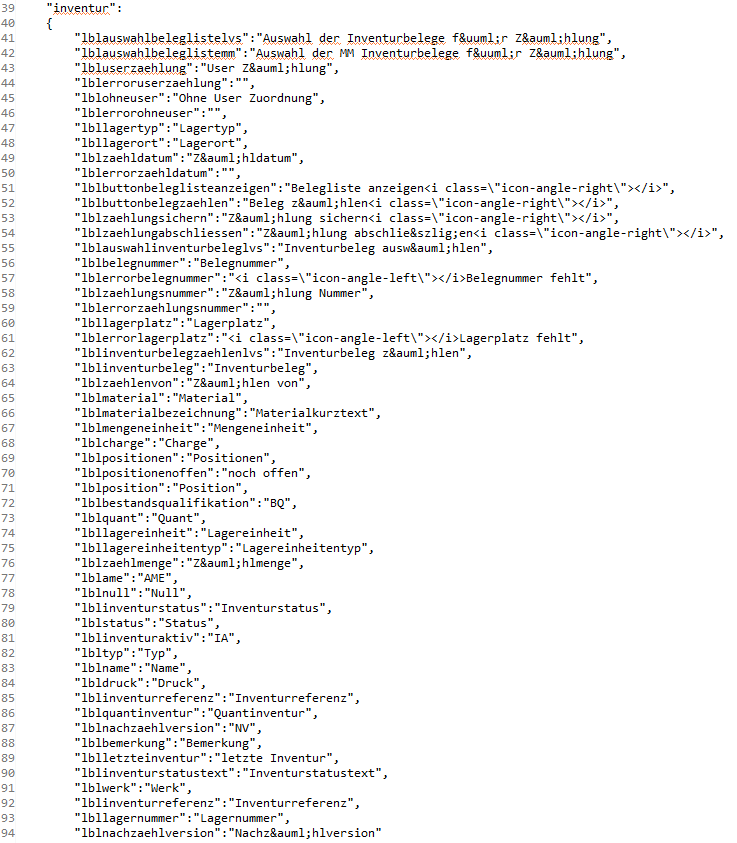 39 "inventur":
40 {
41 "lblauswahlbeleglistelvs":"Auswahl der Inventurbelege f&uuml;r Z&auml;hlung",
42 "lblauswahlbeleglistemm":"Auswahl der MM Inventurbelege f&uuml;r Z&auml;hlung",
43 "lbluserzaehlung":"User Z&auml;hlung",
44 "lblerroruserzaehlung":"",
45 "lblohneuser":"Ohne User Zuordnung",
46 "lblerrorohneuser":"",
47 "lbllagertyp":"Lagertyp",
48 "lbllagerort":"Lagerort",
49 "lblzaehldatum":"Z&auml;hldatum",
50 "lblerrorzaehldatum":"",
51 "lblbuttonbeleglisteanzeigen":"Belegliste anzeigen<i class=\"icon-angle-right\"></i>",
52 "lblbuttonbelegzaehlen":"Beleg z&auml;hlen<i class=\"icon-angle-right\"></i>",
53 "lblzaehlungsichern":"Z&auml;hlung sichern<i class=\"icon-angle-right\"></i>",
54 "lblzaehlungabschliessen":"Z&auml;hlung abschlie&szlig;en<i class=\"icon-angle-right\"></i>",
55 "lblauswahlinventurbeleglvs":"Inventurbeleg ausw&auml;hlen",
56 "lblbelegnummer":"Belegnummer",
57 "lblerrorbelegnummer":"<i class=\"icon-angle-left\"></i>Belegnummer fehlt",
58 "lblzaehlungsnummer":"Z&auml;hlung Nummer",
59 "lblerrorzaehlungsnummer":"",
60 "lbllagerplatz":"Lagerplatz",
61 "lblerrorlagerplatz":"<i class=\"icon-angle-left\"></i>Lagerplatz fehlt",
62 "lblinventurbelegzaehlenlvs":"Inventurbeleg z&auml;hlen",
63 "lblinventurbeleg":"Inventurbeleg",
64 "lblzaehlenvon":"Z&auml;hlen von",
65 "lblmaterial":"Material",
66 "lblmaterialbezeichnung":"Materialkurztext",
67 "lblmengeneinheit":"Mengeneinheit",
68 "lblcharge":"Charge",
69 "lblpositionen":"Positionen",
70 "lblpositionenoffen":"noch offen",
71 "lblposition":"Position",
72 "lblbestandsqualifikation":"BQ",
73 "lblquant":"Quant",
74 "lbllagereinheit":"Lagereinheit",
75 "lbllagereinheitentyp":"Lagereinheitentyp",
76 "lblzaehlmenge":"Z&auml;hlmenge",
77 "lblame":"AME",
78 "lblnull":"Null",
79 "lblinventurstatus":"Inventurstatus",
80 "lblstatus":"Status",
81 "lblinventuraktiv":"IA",
82 "lbltyp":"Typ",
83 "lblname":"Name",
84 "lbldruck":"Druck",
85 "lblinventurreferenz":"Inventurreferenz",
86 "lblquantinventur":"Quantinventur",
87 "lblnachzaehlversion":"NV",
88 "lblbemerkung":"Bemerkung",
89 "lblletzteinventur":"letzte Inventur",
90 "lblinventurstatustext":"Inventurstatustext",
91 "lblwerk":"Werk",
92 "lblinventurreferenz":"Inventurreferenz",
93 "lbllagernummer":"Lagernummer",
94 "lblnachzaehlversion":"Nachz&auml;hlversion"